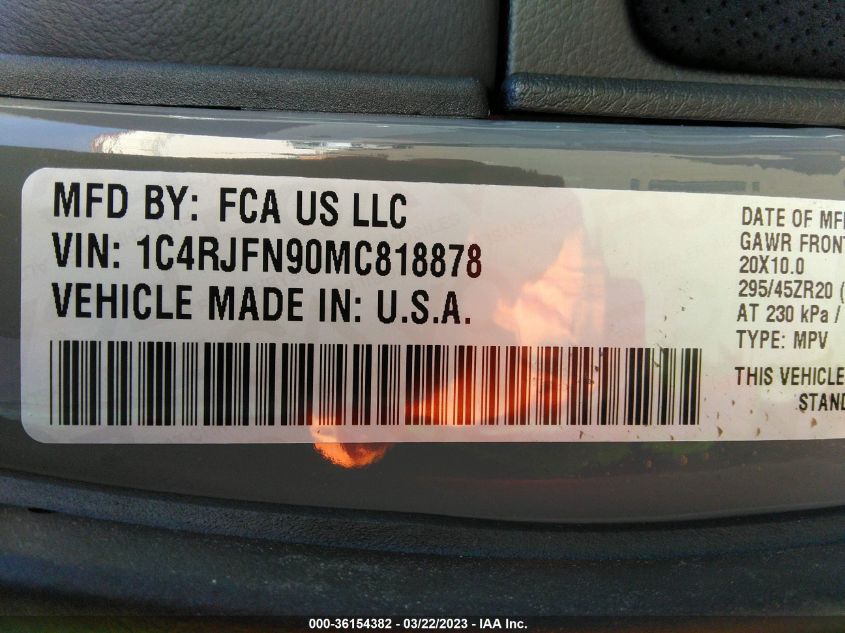 MFD BY: FCA US LLC
VIN: 1C4RJFN90MC818878
VEHICLE MADE IN: U.S.A.
DATE OF MF
GAWR FRONT
20X10.0
295/45ZR20 (
AT 230 kPa /
TYPE: MPV
THIS VEHICLE
STAND
000-36154382 - 03/22/2023 - IAA Inc.